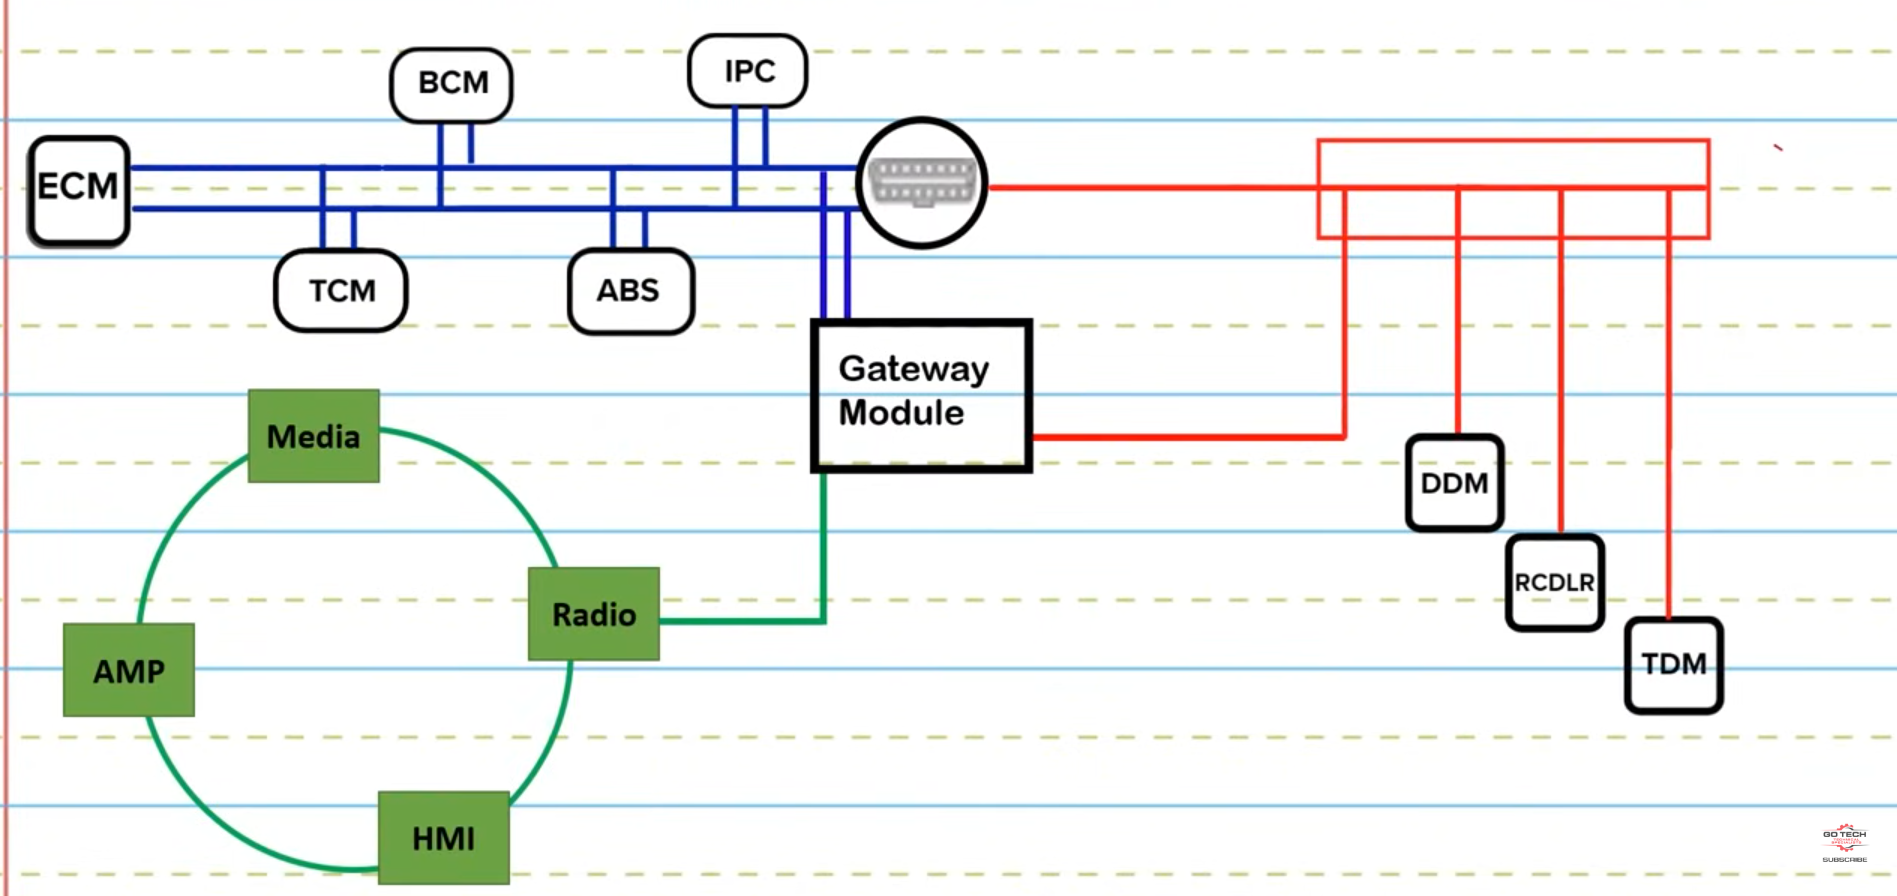 BCM
IPC
ECM
TCM
ABS
Gateway
Module
Media
DDM
Radio
RCDLR
AMP
TDM
HMI
GO TECH
SUBSCRIBE